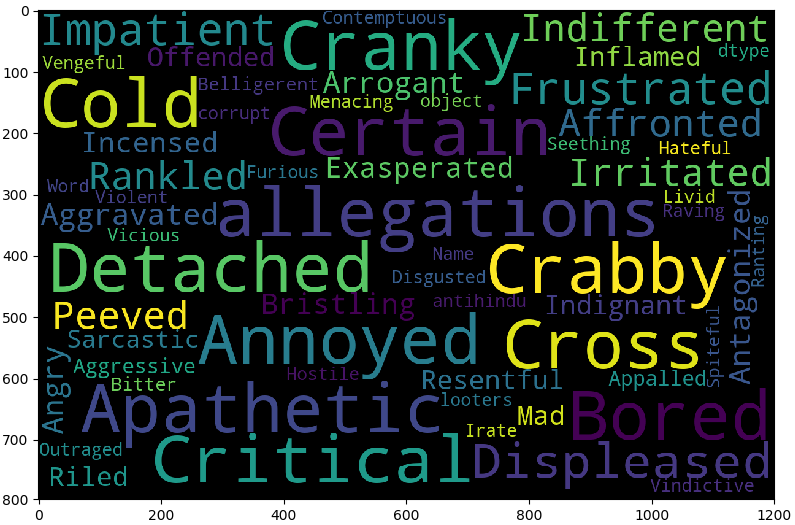 0
100
200
300
400
500
600
700
800
0
200
400
600
800
1000
1200
Impatient
Contemptuous
Cranky
Indifferent
Offended
Inflamed
dtype
Vengeful
Cold
Belligerent
Arrogant
Frustrated
corrupt
Menacing
object
Certain
Affronted
Incensed
Seething
Hateful
Rankled
Furious
Exasperated
Irritated
Word
Violent
allegations
Livid
Raving
Aggravated
Vicious
Antagonized
Ranting
Detached
Name
Disgusted
Crabby
Bristling
antihindu
Indignant
Peeved
Sarcastic
Annoyed
Cross
Spiteful
Aggressive
Angry
Bitter
Hostile
Resentful
Appalled
Apathetic
looters
Mad
Bored
Irate
Outraged
Critical
Displeased
Riled
Vindictive